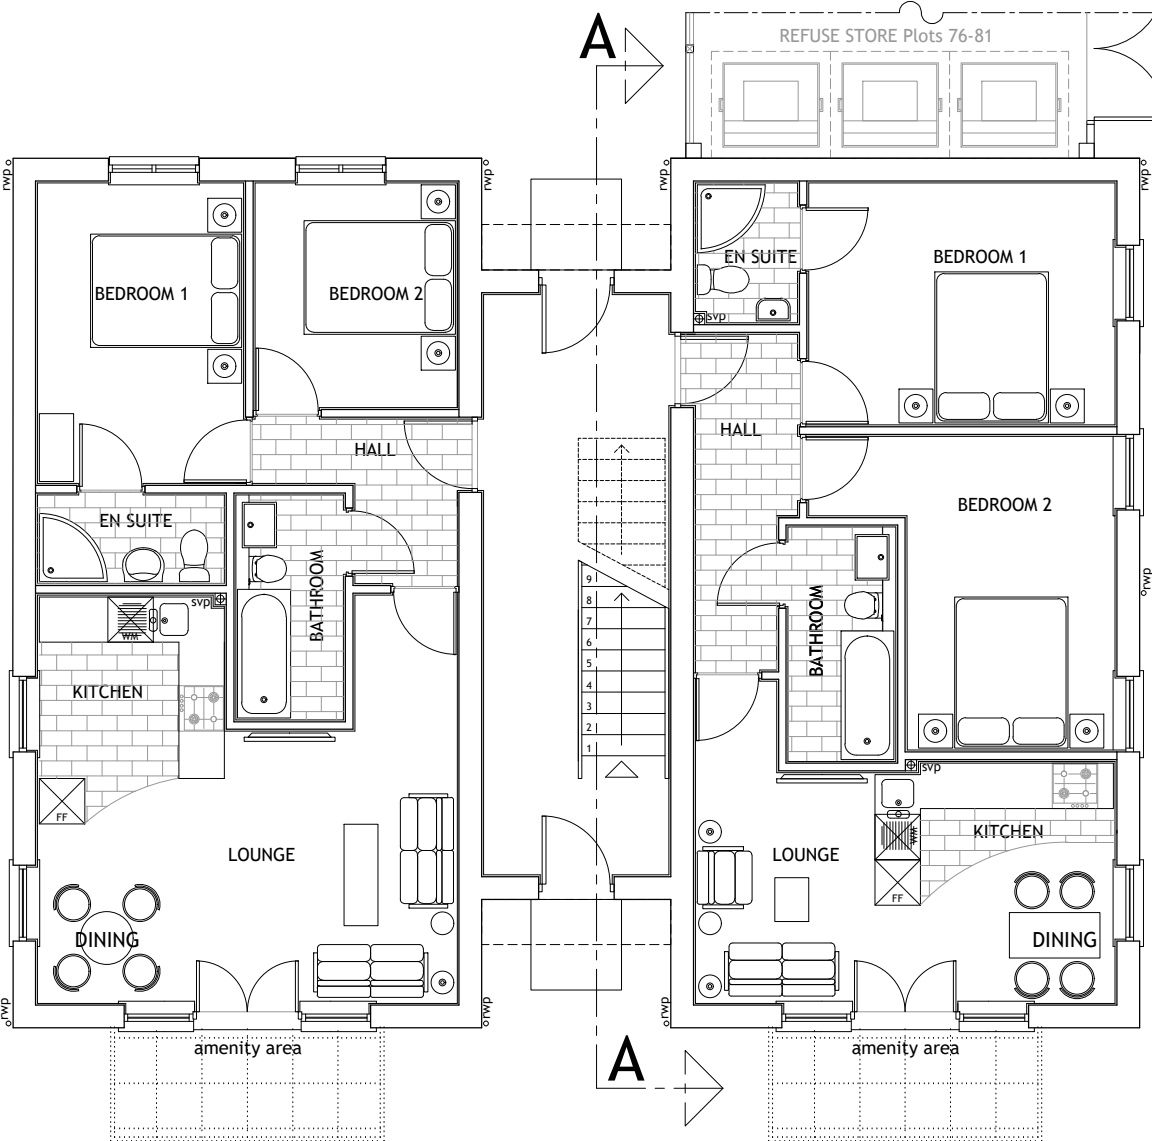 A
REFUSE STORE Plots 76-81
rwp
rwp
rwp
rwp
BEDROOM 1
BEDROOM 2
EN SUITE
BEDROOM 1
svp
HALL
HALL
EN SUITE
BEDROOM 2
BATHROOM
svp
WM
KITCHEN
9
8
7
6
5
4
3
2
1
BATHROOM
rwp
svp
FF
LOUNGE
DINING
LOUNGE
WM
KITCHEN
FF
DINING
rwp
rwp
rwp
rwp
amenity area
A
amenity area